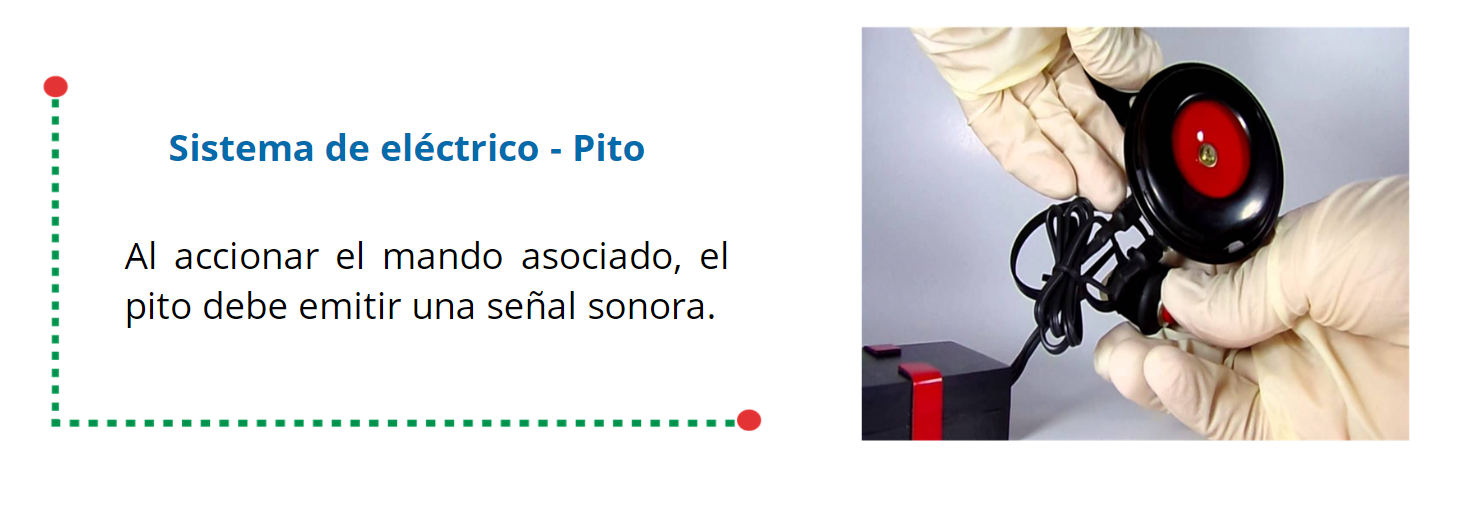 Sistema de eléctrico - Pito
Al accionar el mando asociado, el
pito debe emitir una señal sonora.